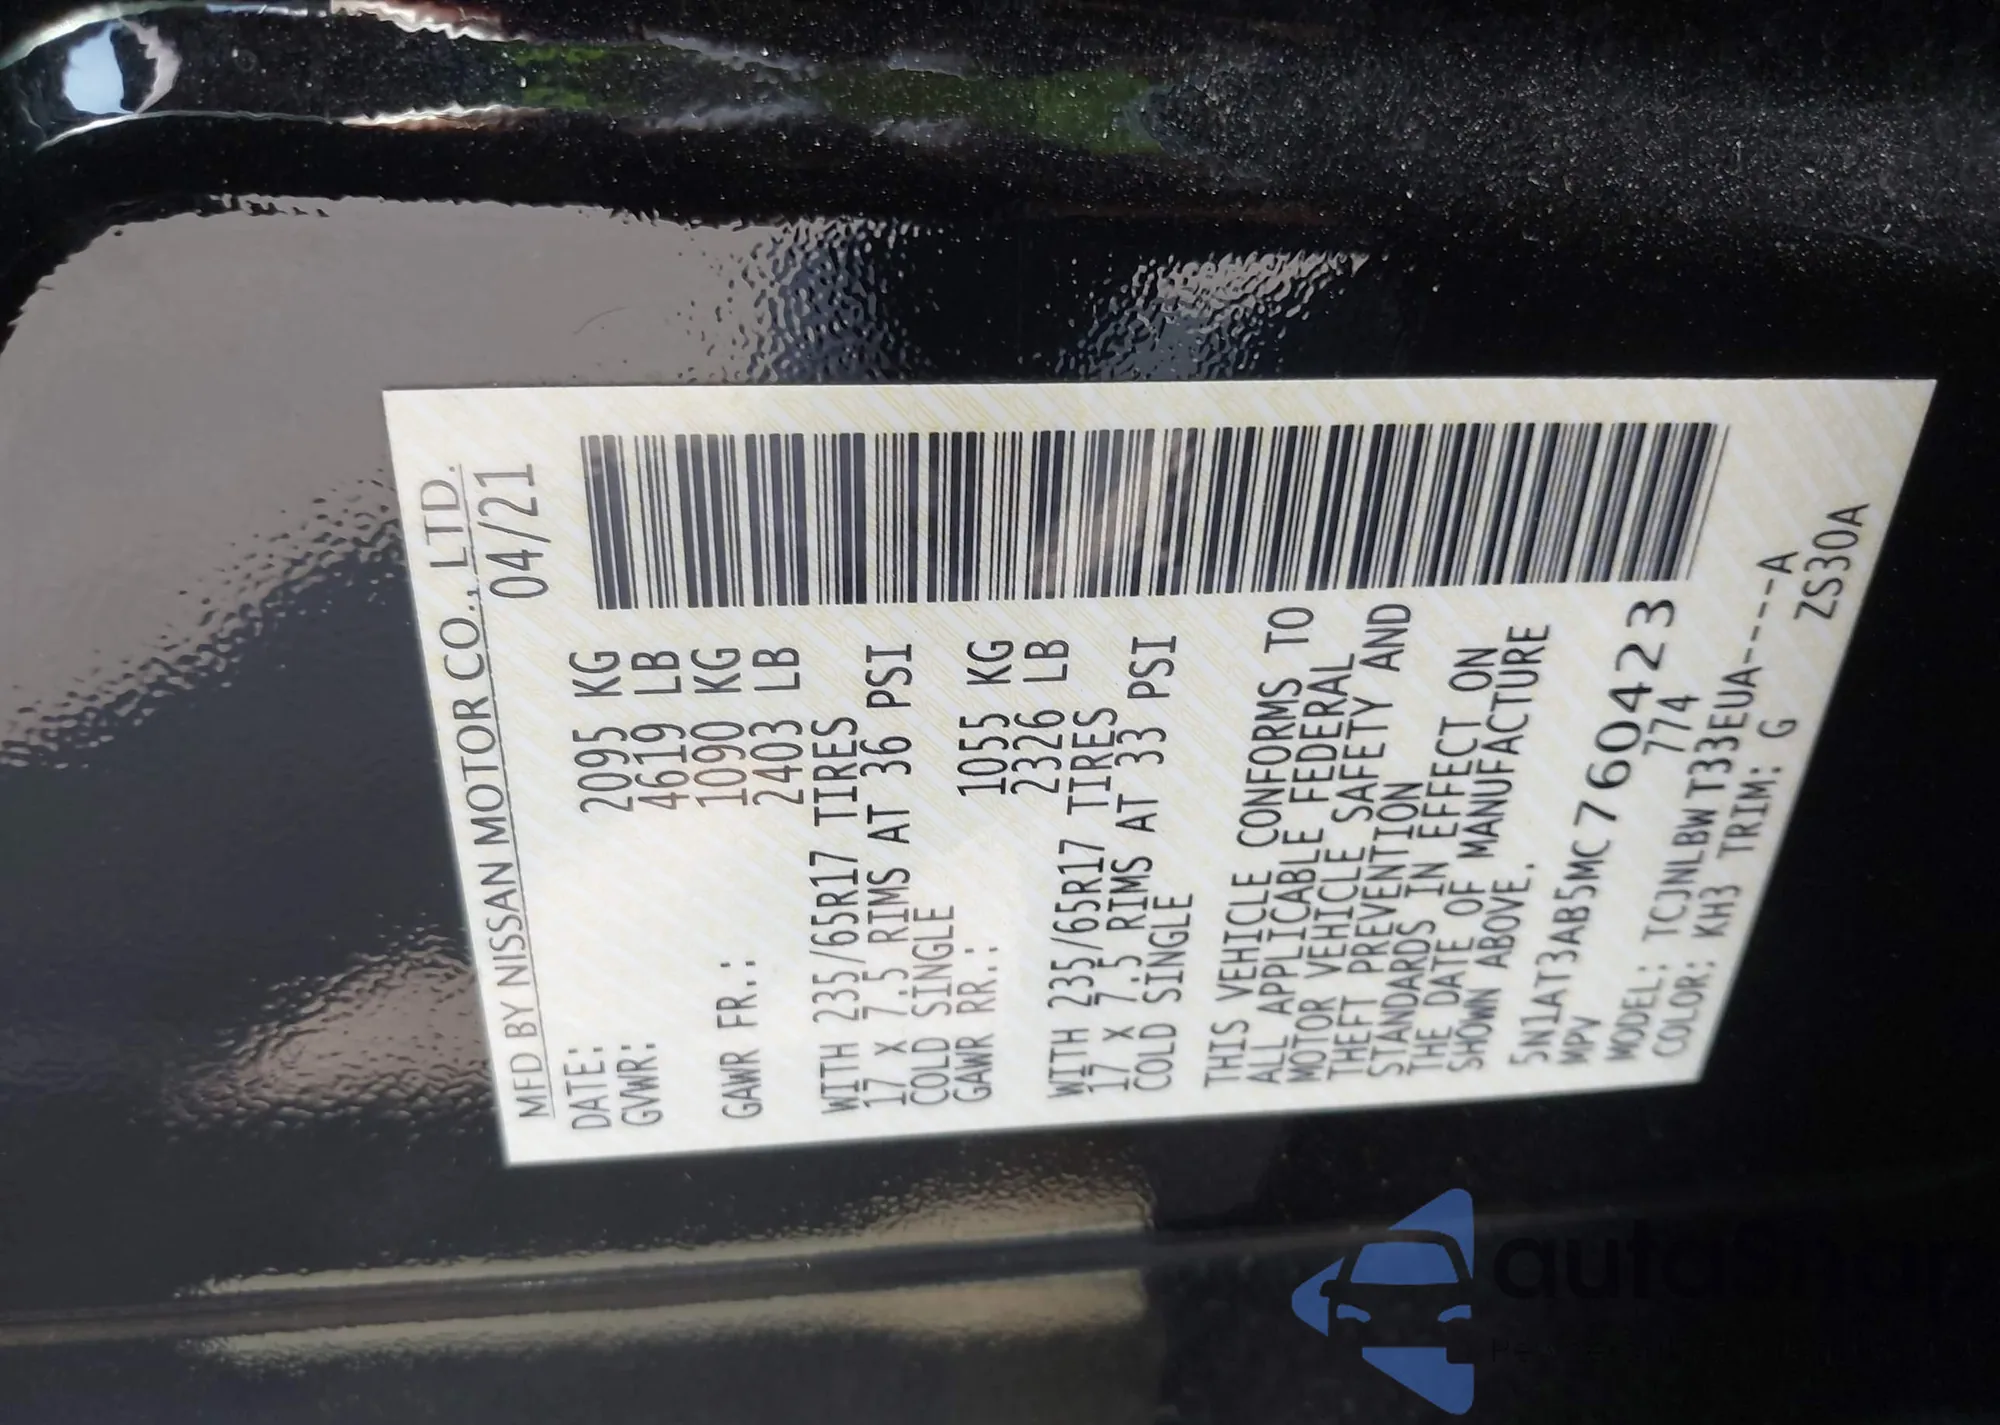 MFD BY NISSAN MOTOR CO., LTD.
DATE: 04/21
GVWR: 2095 KG
4619 LB
GAWR FR.: 1090 KG
2403 LB
WITH 235/65R17 TIRES
17 X 7.5 RIMS AT 36 PSI
COLD SINGLE
GAWR RR.: 1055 KG
2326 LB
WITH 235/65R17 TIRES
17 X 7.5 RIMS AT 33 PSI
COLD SINGLE
THIS VEHICLE CONFORMS TO
ALL APPLICABLE FEDERAL
MOTOR VEHICLE SAFETY AND
THEFT PREVENTION
STANDARDS IN EFFECT ON
THE DATE OF MANUFACTURE
SHOWN ABOVE.
5N1AT3AB5MC760423
MPV 774
MODEL: TCJNLBWT33EUA----A
COLOR: KH3 TRIM: G ZS30A